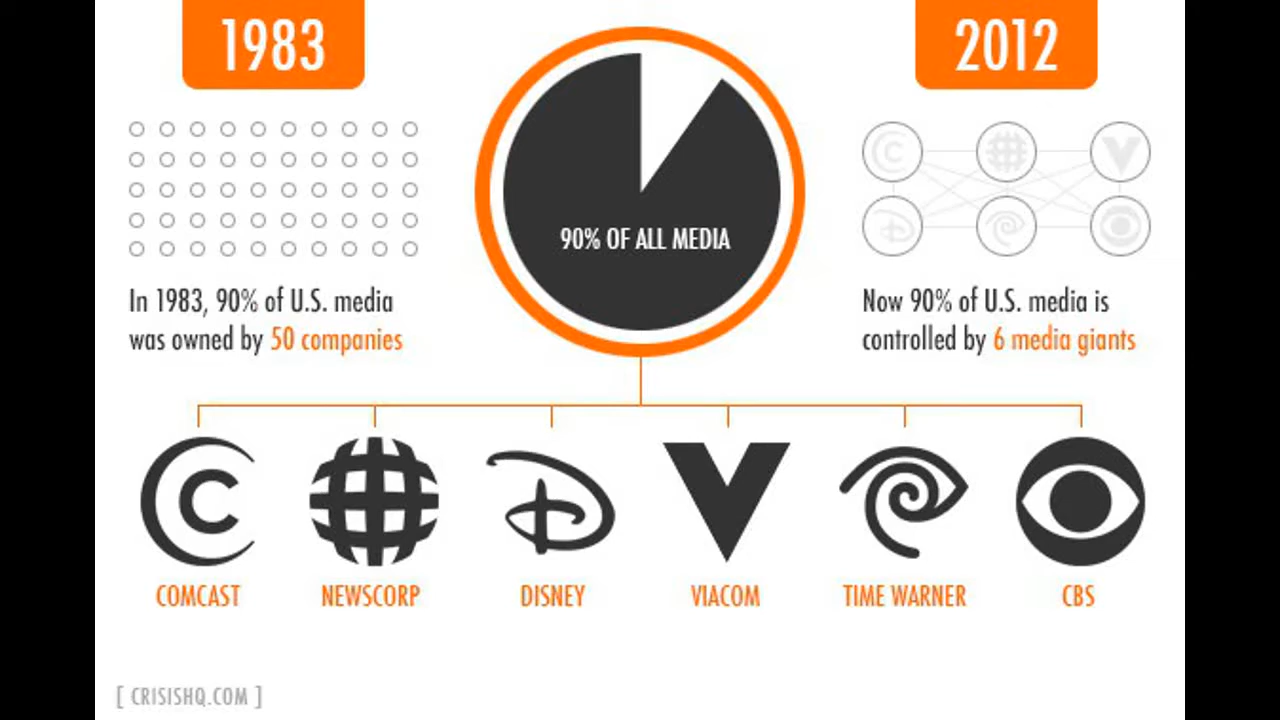 1983
2012
90% OF ALL MEDIA
In 1983, 90% of U.S. media
was owned by 50 companies
Now 90% of U.S. media is
controlled by 6 media giants
COMCAST
NEWSCORP
DISNEY
VIACOM
TIME WARNER
CBS
[ CRISISHQ.COM ]